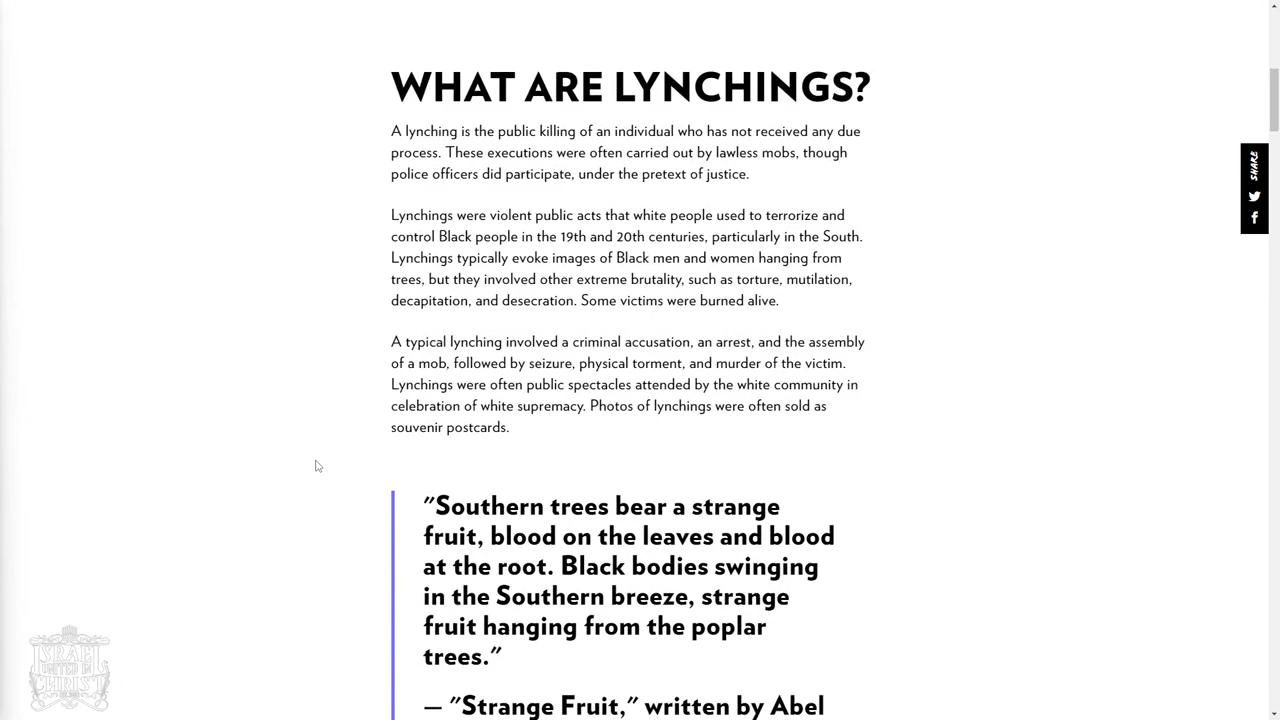 WHAT ARE LYNCHINGS?
A lynching is the public killing of an individual who has not received any due
process. These executions were often carried out by lawless mobs, though
police officers did participate, under the pretext of justice.
Lynchings were violent public acts that white people used to terrorize and
control Black people in the 19th and 20th centuries, particularly in the South.
Lynchings typically evoke images of Black men and women hanging from
trees, but they involved other extreme brutality, such as torture, mutilation,
decapitation, and desecration. Some victims were burned alive.
A typical lynching involved a criminal accusation, an arrest, and the assembly
of a mob, followed by seizure, physical torment, and murder of the victim.
Lynchings were often public spectacles attended by the white community in
celebration of white supremacy. Photos of lynchings were often sold as
souvenir postcards.
"Southern trees bear a strange
fruit, blood on the leaves and blood
at the root. Black bodies swinging
in the Southern breeze, strange
fruit hanging from the poplar
trees."
— "Strange Fruit," written by Abel
SHARE
ISRAEL
UNITED IN
CHRIST